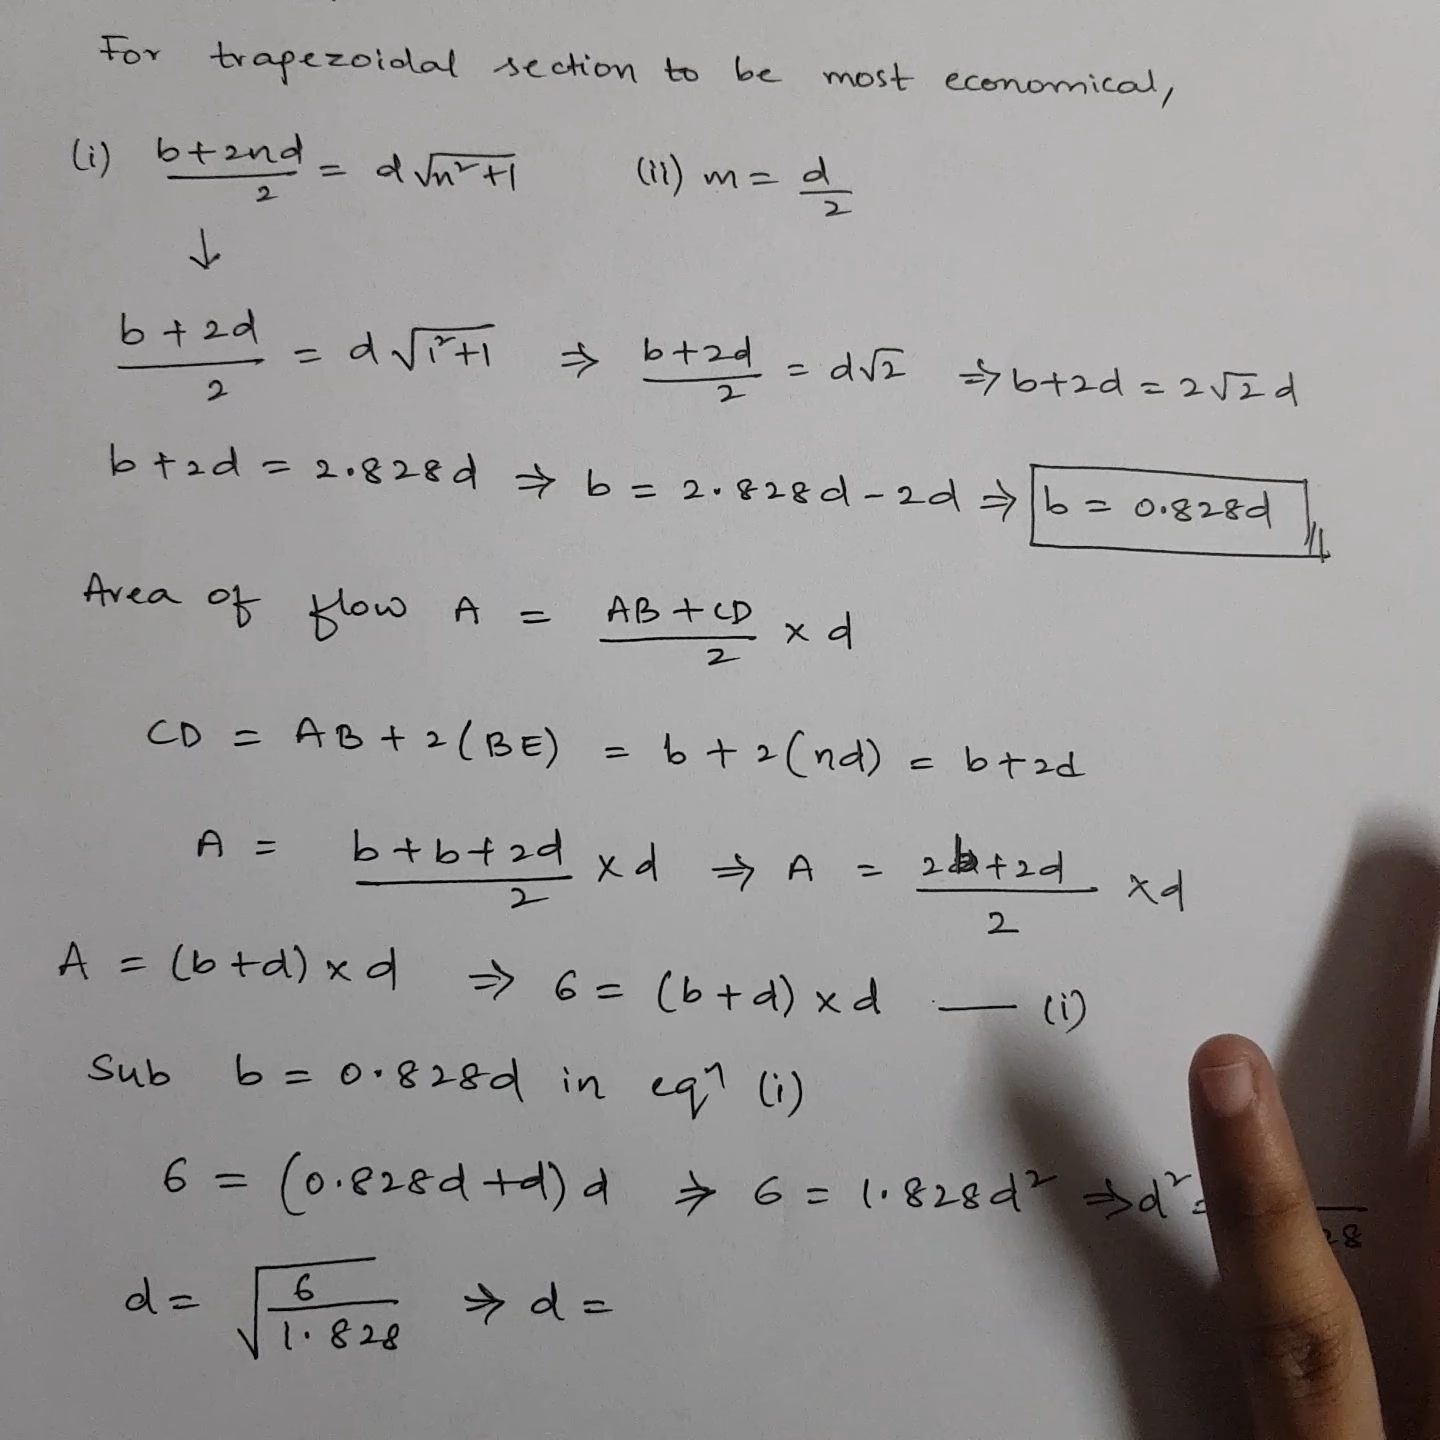 For trapezoidal section to be most economical,
(i) b+2nd/2 = d√n²+1 (ii) m = d/2
↓
b+2d/2 = d√1²+1 ⇒ b+2d/2 = d√2 ⇒ b+2d = 2√2 d
b+2d = 2.828d ⇒ b = 2.828d-2d ⇒ b = 0.828d
Area of flow A = AB+CD/2 x d
CD = AB + 2(BE) = b + 2(nd) = b+2d
A = b+b+2d/2 x d ⇒ A = 2b+2d/2 x d
A = (b+d) x d ⇒ 6 = (b+d) x d — (i)
Sub b = 0.828d in eqⁿ (i)
6 = (0.828d+d) d ⇒ 6 = 1.828d² ⇒ d² =
d = √6/1.828 ⇒ d =